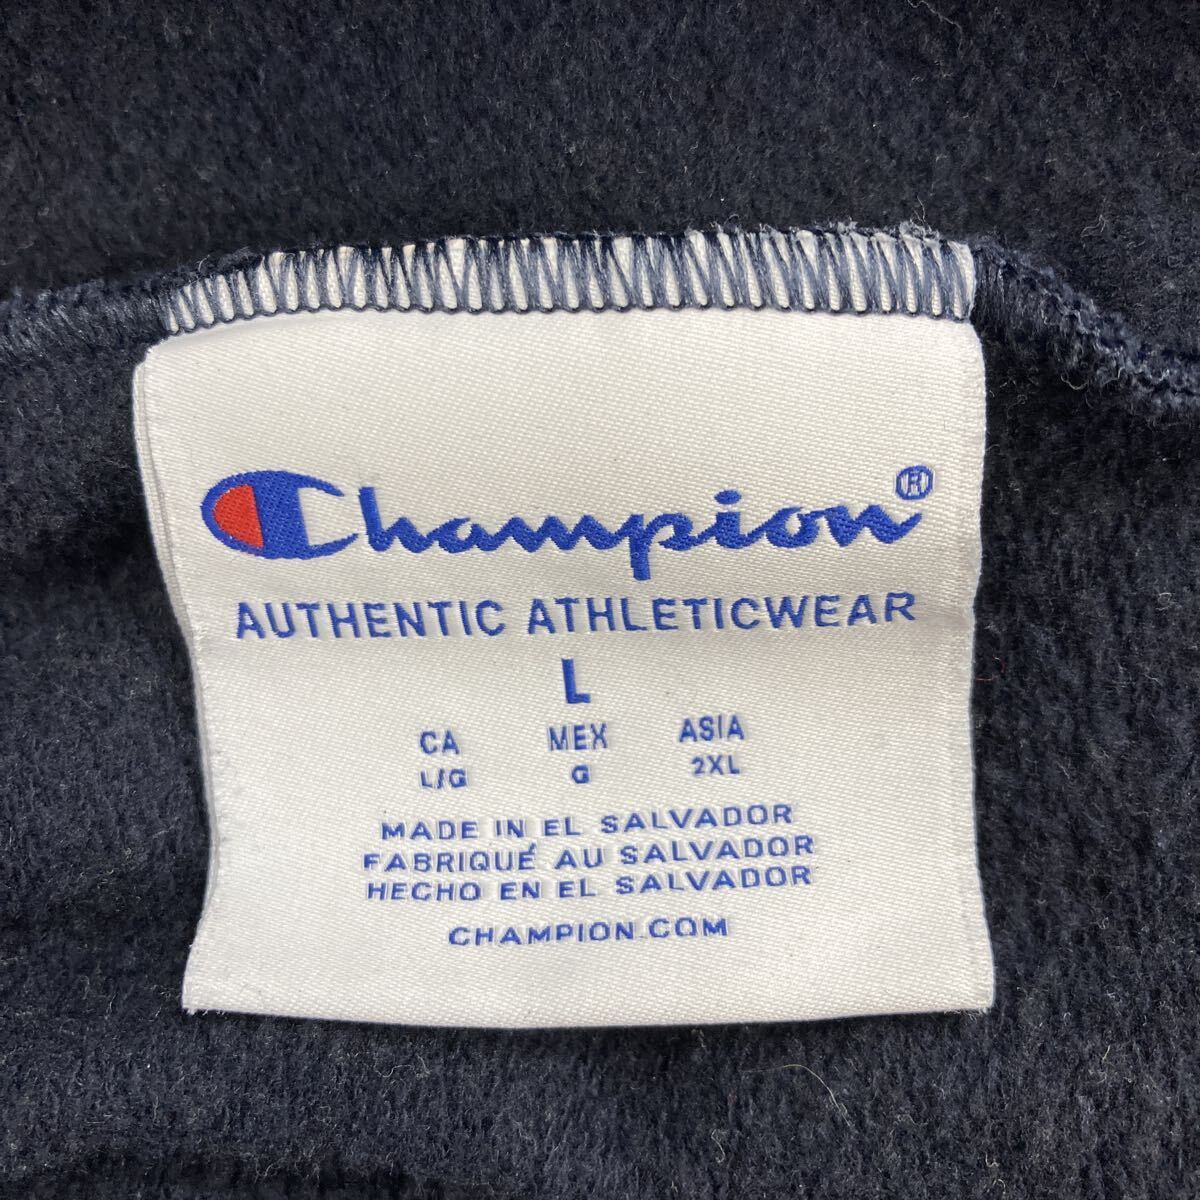 Champion®
AUTHENTIC ATHLETICWEAR
L
CA MEX ASIA
L/G G 2XL
MADE IN EL SALVADOR
FABRIQUÉ AU SALVADOR
HECHO EN EL SALVADOR
CHAMPION.COM